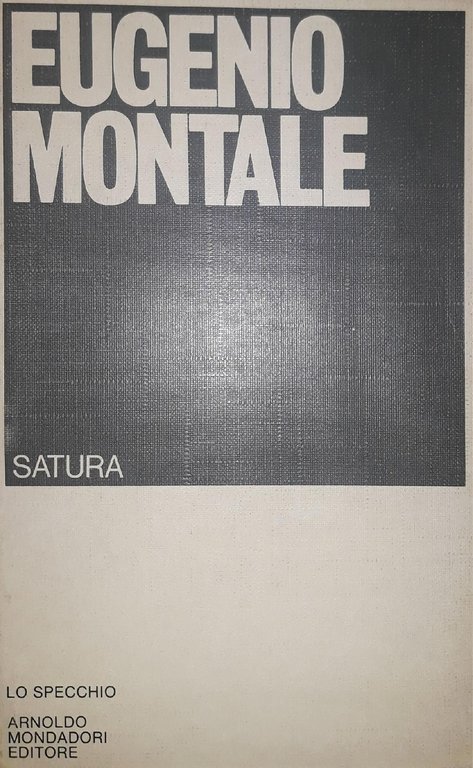 EUGENIO
MONTALE
SATURA
LO SPECCHIO
ARNOLDO
MONDADORI
EDITORE